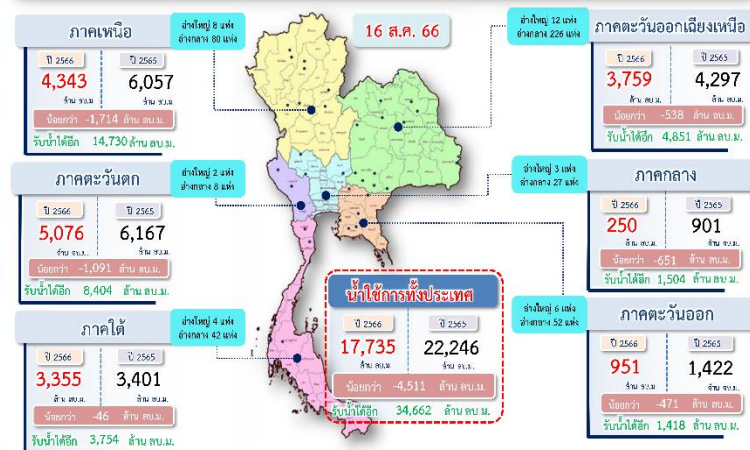 16 ส.ค. 66
ภาคเหนือ
ปี 2566 ปี 2565
4,343 6,057
ล้าน ลบ.ม. ล้าน ลบ.ม.
น้อยกว่า -1,714 ล้าน ลบ.ม.
รับน้ำได้อีก 14,730 ล้าน ลบ.ม.
อ่างใหญ่ 8 แห่ง
อ่างกลาง 80 แห่ง
อ่างใหญ่ 12 แห่ง
อ่างกลาง 226 แห่ง
ภาคตะวันออกเฉียงเหนือ
ปี 2566 ปี 2565
3,759 4,297
ล้าน ลบ.ม. ล้าน ลบ.ม.
น้อยกว่า -538 ล้าน ลบ.ม.
รับน้ำได้อีก 4,851 ล้าน ลบ.ม.
ภาคตะวันตก
ปี 2566 ปี 2565
5,076 6,167
ล้าน ลบ.ม. ล้าน ลบ.ม.
น้อยกว่า -1,091 ล้าน ลบ.ม.
รับน้ำได้อีก 8,404 ล้าน ลบ.ม.
อ่างใหญ่ 2 แห่ง
อ่างกลาง 8 แห่ง
อ่างใหญ่ 3 แห่ง
อ่างกลาง 27 แห่ง
ภาคกลาง
ปี 2566 ปี 2565
250 901
ล้าน ลบ.ม. ล้าน ลบ.ม.
น้อยกว่า -651 ล้าน ลบ.ม.
รับน้ำได้อีก 1,504 ล้าน ลบ.ม.
ภาคใต้
ปี 2566 ปี 2565
3,355 3,401
ล้าน ลบ.ม. ล้าน ลบ.ม.
น้อยกว่า -46 ล้าน ลบ.ม.
รับน้ำได้อีก 3,754 ล้าน ลบ.ม.
อ่างใหญ่ 4 แห่ง
อ่างกลาง 42 แห่ง
น้ำใช้การทั้งประเทศ
ปี 2566 ปี 2565
17,735 22,246
ล้าน ลบ.ม. ล้าน ลบ.ม.
น้อยกว่า -4,511 ล้าน ลบ.ม.
รับน้ำได้อีก 34,662 ล้าน ลบ.ม.
อ่างใหญ่ 6 แห่ง
อ่างกลาง 52 แห่ง
ภาคตะวันออก
ปี 2566 ปี 2565
951 1,422
ล้าน ลบ.ม. ล้าน ลบ.ม.
น้อยกว่า -471 ล้าน ลบ.ม.
รับน้ำได้อีก 1,418 ล้าน ลบ.ม.